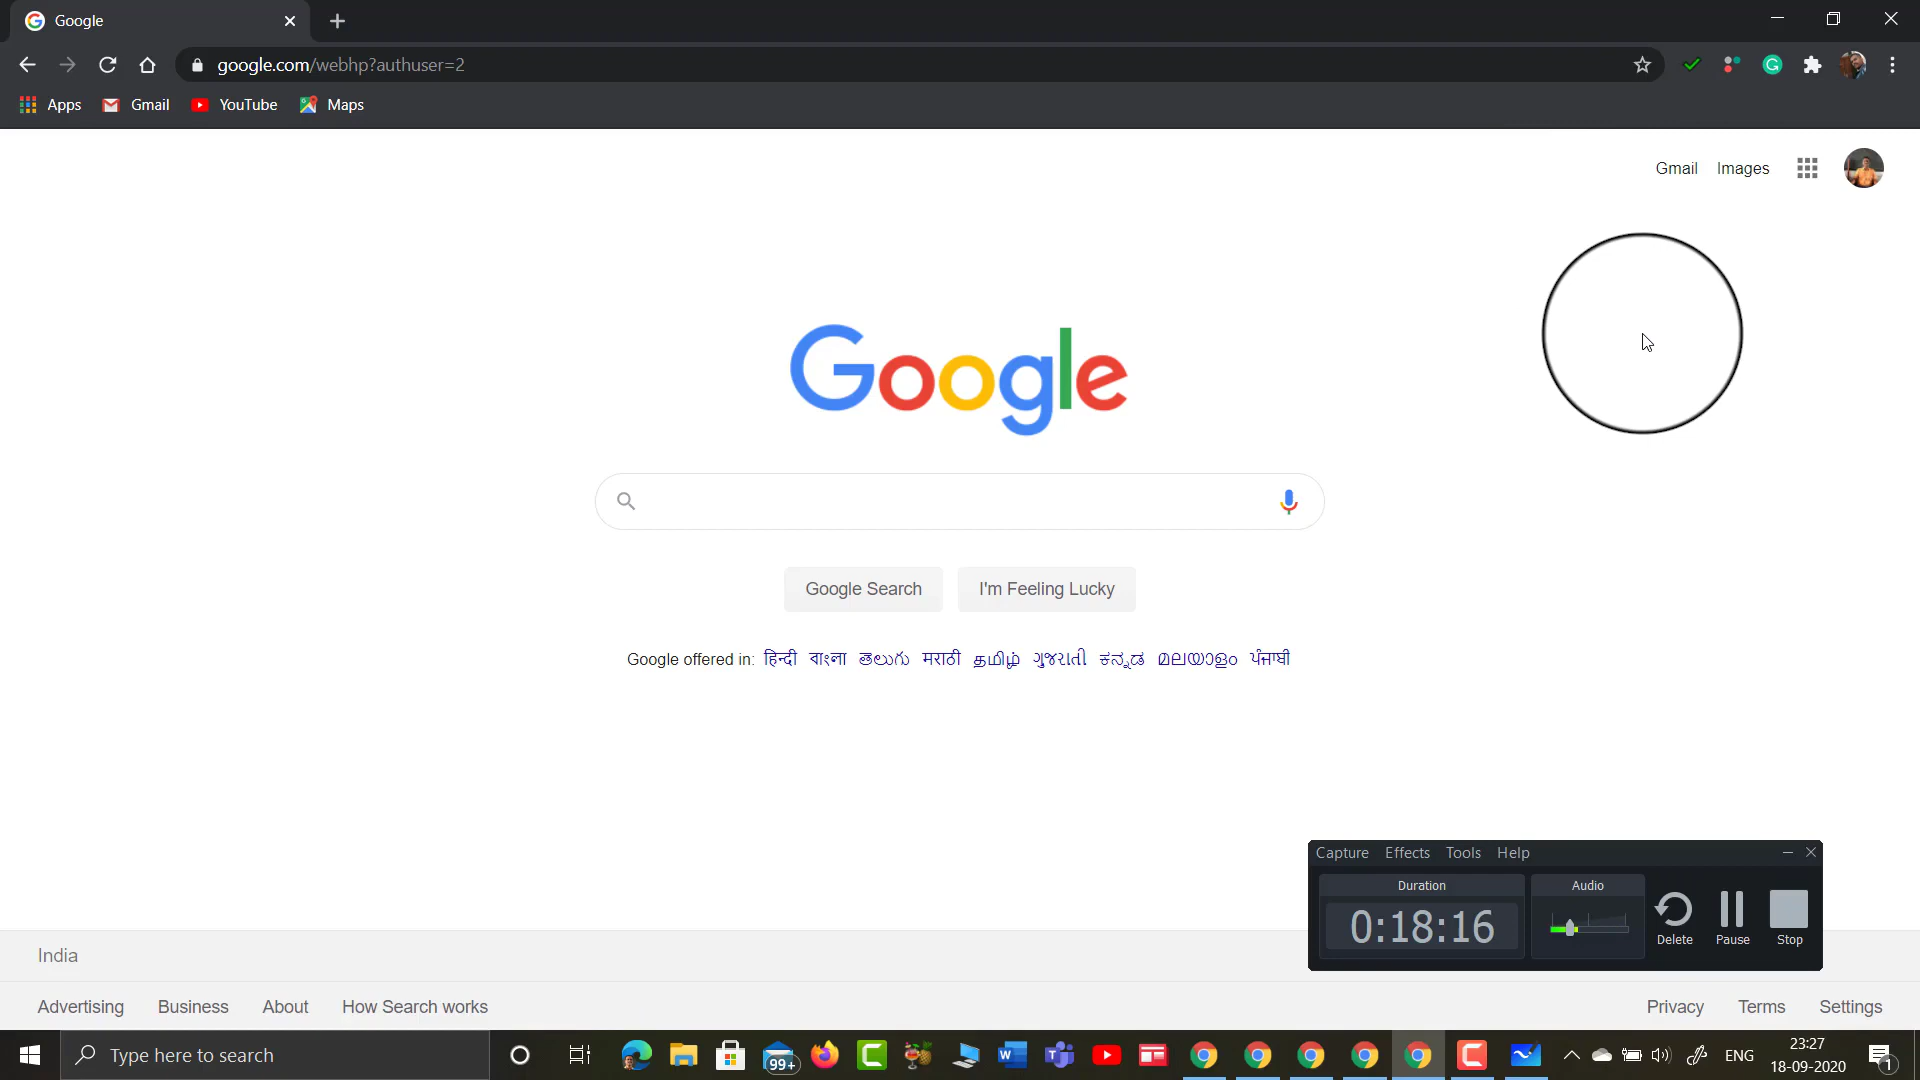 Google
google.com/webhp?authuser=2
Apps Gmail YouTube Maps
Gmail Images
Google
Google Search I'm Feeling Lucky
Google offered in: हिन्दी বাংলা తెలుగు मराठी தமிழ் ગુજરાતી ಕನ್ನಡ മലയാളം ਪੰਜਾਬੀ
Capture Effects Tools Help
Duration Audio
0:18:16
Delete Pause Stop
India
Advertising Business About How Search works Privacy Terms Settings
Type here to search 99+ ENG 23:27
18-09-2020 1